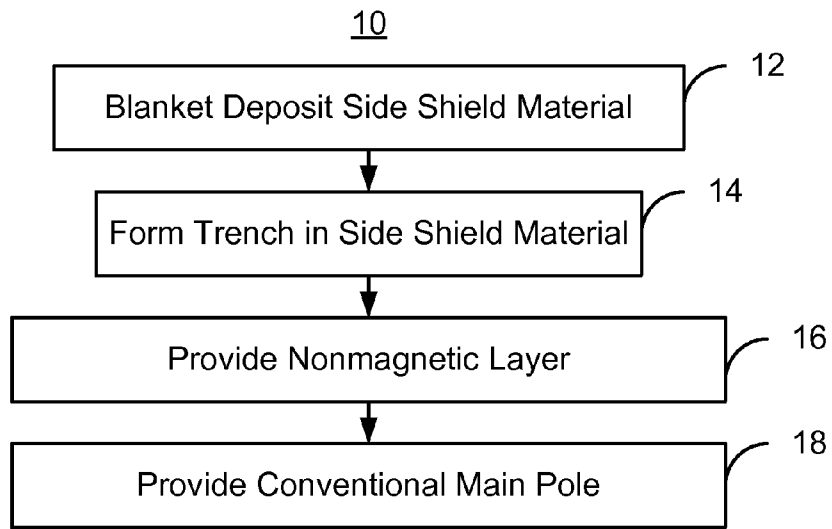 10
Blanket Deposit Side Shield Material
12
Form Trench in Side Shield Material
14
Provide Nonmagnetic Layer
16
Provide Conventional Main Pole
18